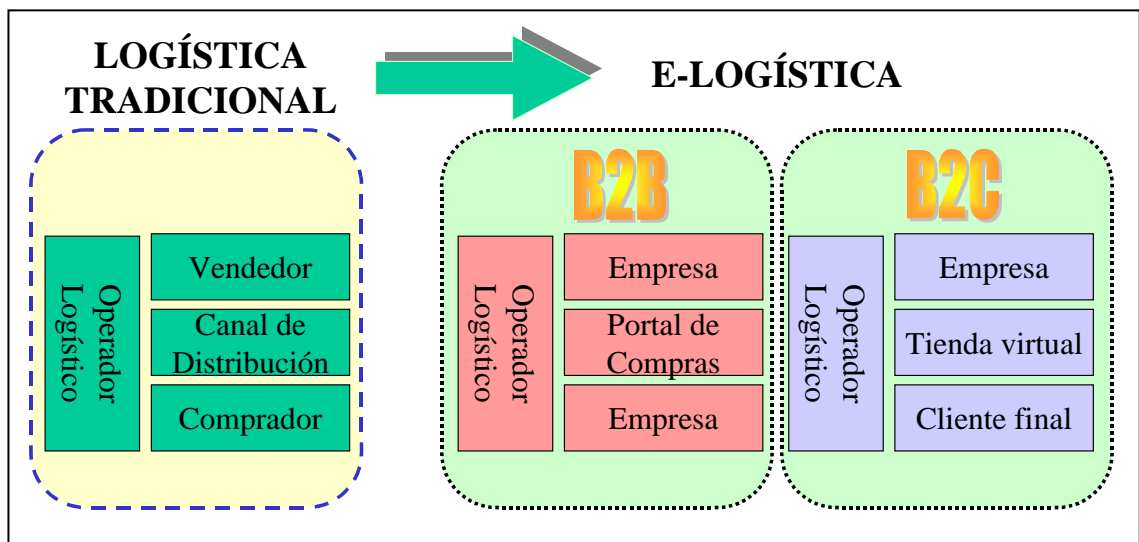 LOGÍSTICA
TRADICIONAL
E-LOGÍSTICA
Operador
Logístico
Vendedor
Canal de
Distribución
Comprador
B2B
Operador
Logístico
Empresa
Portal de
Compras
Empresa
B2C
Operador
Logístico
Empresa
Tienda virtual
Cliente final